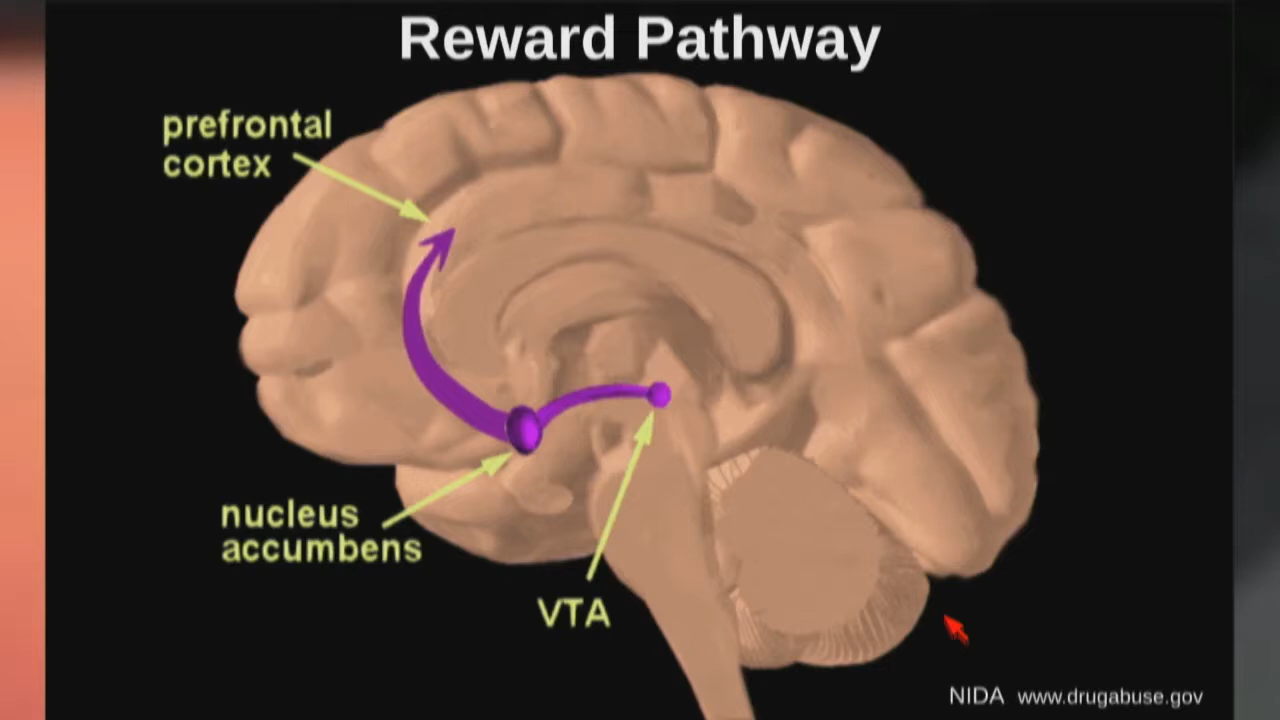 Reward Pathway
prefrontal
cortex
nucleus
accumbens
VTA
NIDA www.drugabuse.gov